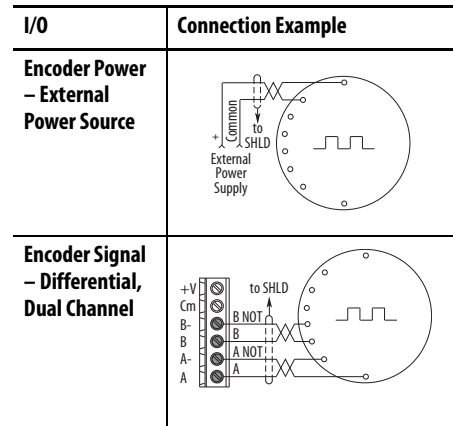 I/O
Connection Example
Encoder Power
– External
Power Source
+
Common
to
SHLD
External
Power
Supply
Encoder Signal
– Differential,
Dual Channel
to SHLD
+V
Cm
B-
B
A-
A
B NOT
B
A NOT
A